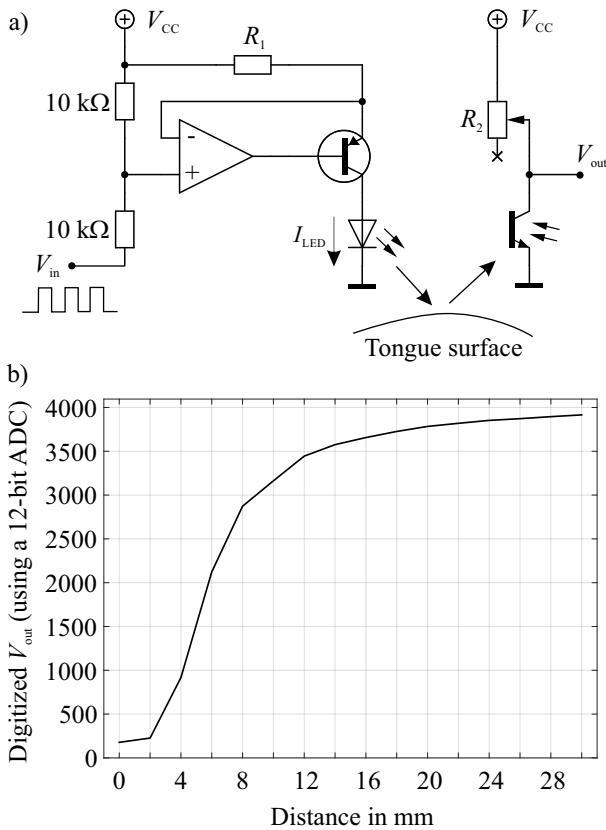 a)
V_CC
R_1
V_CC
10 kΩ
-
+
R_2
V_out
10 kΩ
I_LED
V_in
Tongue surface
b)
Digitized V_out (using a 12-bit ADC)
4000
3500
3000
2500
2000
1500
1000
500
0
0 4 8 12 16 20 24 28
Distance in mm